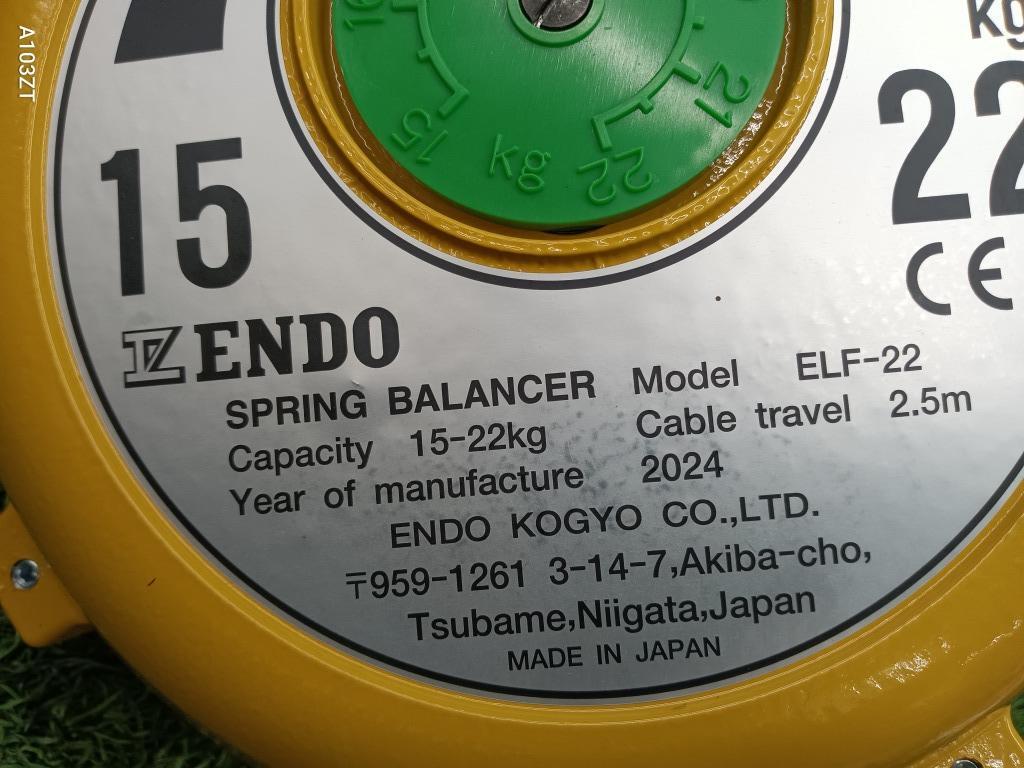 A103ZT
16
15
kg
22
21
Kg
15
22
CE
ENDO
SPRING BALANCER Model ELF-22
Capacity 15-22kg Cable travel 2.5m
Year of manufacture 2024
ENDO KOGYO CO.,LTD.
〒959-1261 3-14-7,Akiba-cho,
Tsubame,Niigata,Japan
MADE IN JAPAN